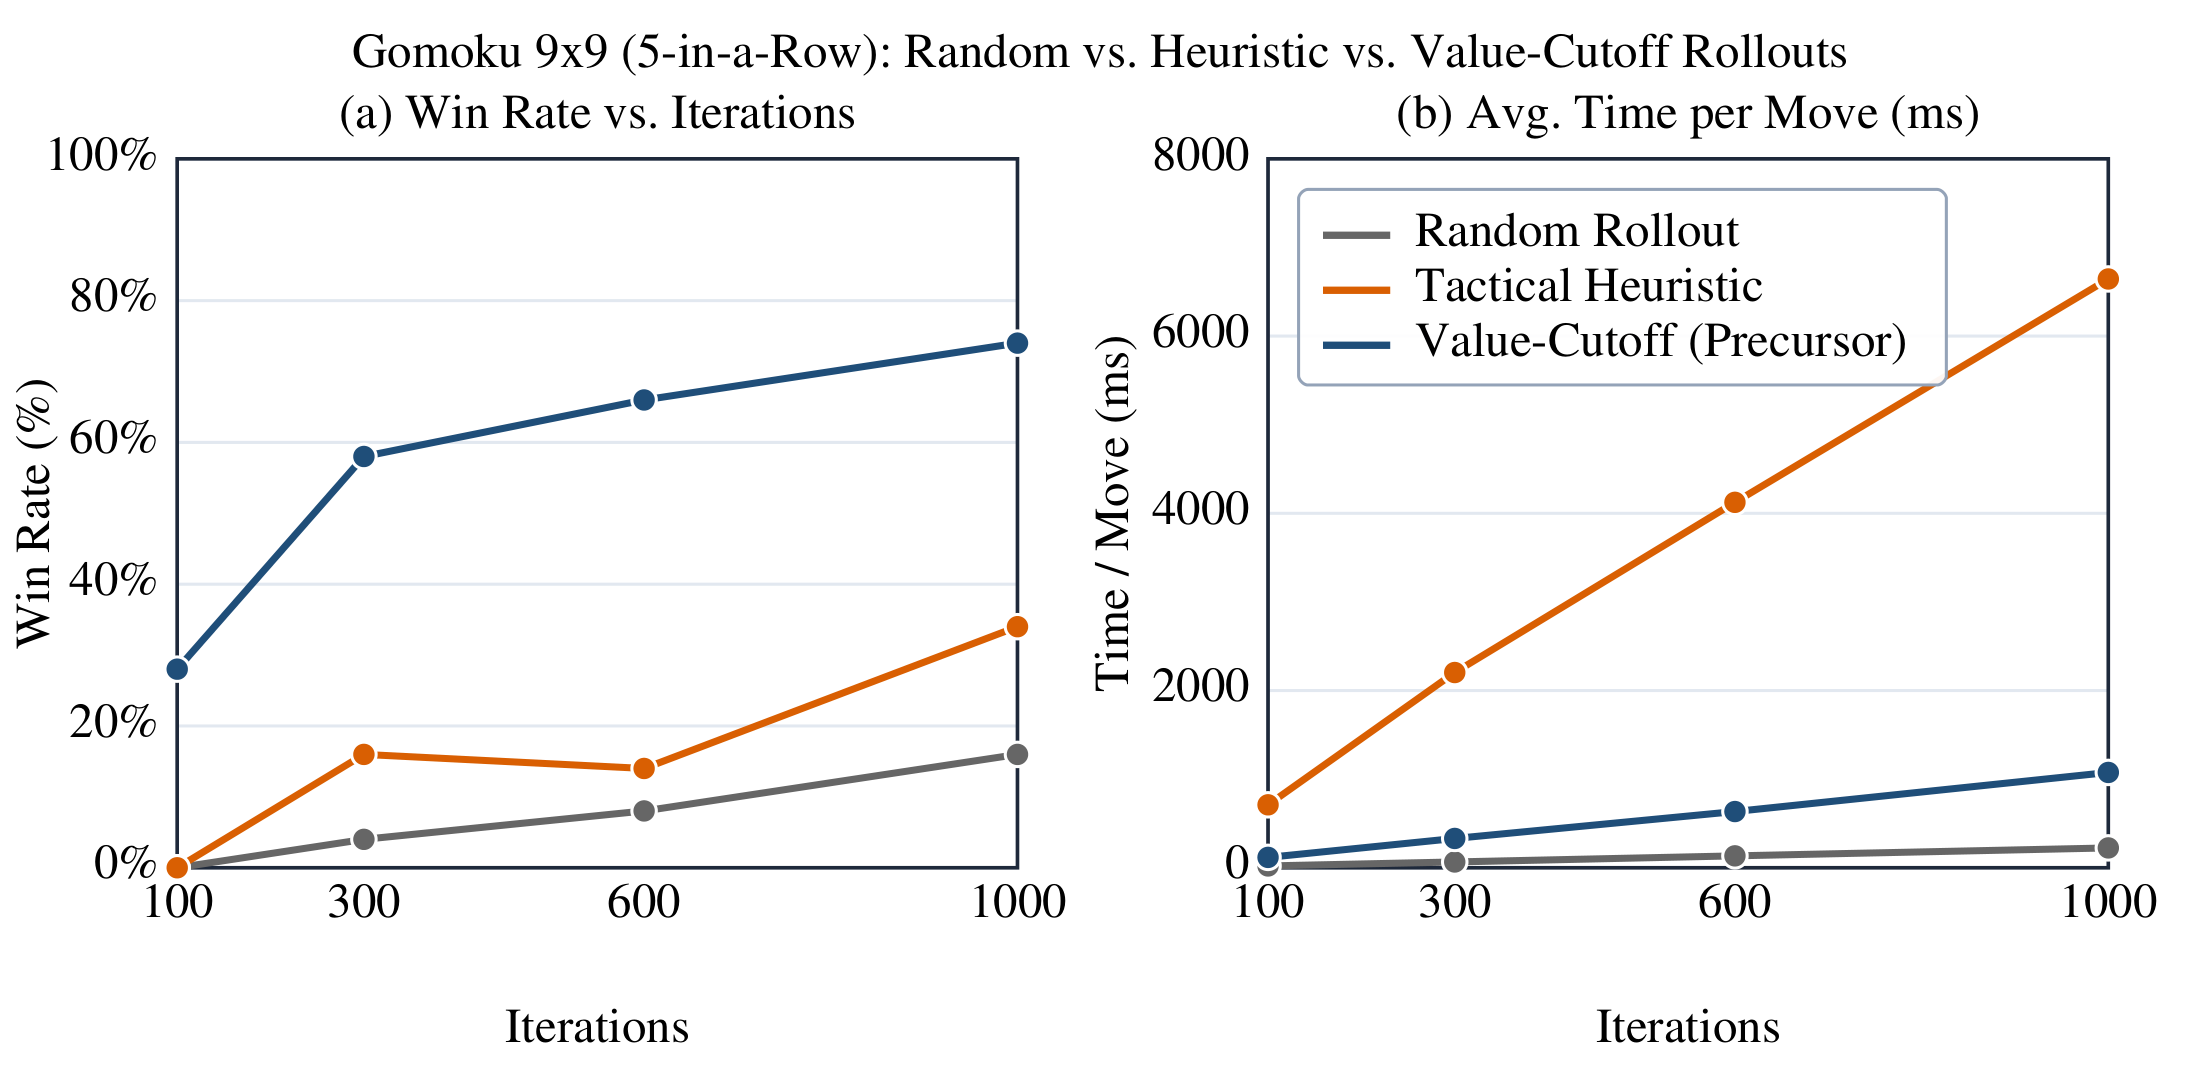 Gomoku 9x9 (5-in-a-Row): Random vs. Heuristic vs. Value-Cutoff Rollouts
(a) Win Rate vs. Iterations
100%
80%
60%
40%
20%
0%
Win Rate (%)
100 300 600 1000
Iterations
(b) Avg. Time per Move (ms)
8000
6000
4000
2000
0
Time / Move (ms)
Random Rollout
Tactical Heuristic
Value-Cutoff (Precursor)
100 300 600 1000
Iterations